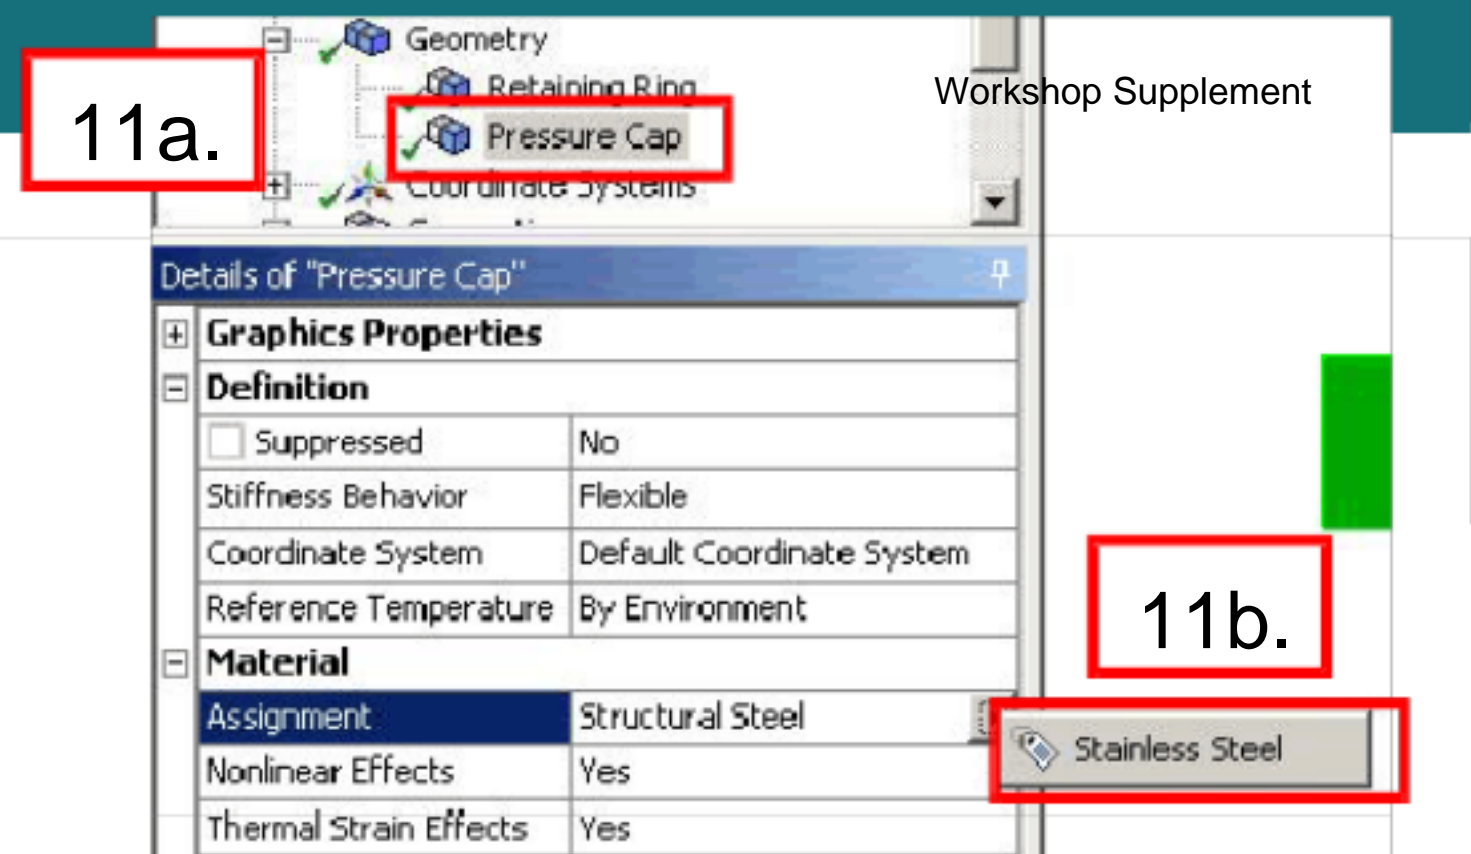 Geometry
Workshop Supplement
Retaining Ring
11a.
Pressure Cap
Coordinate Systems
Details of "Pressure Cap"
Graphics Properties
Definition
Suppressed No
Stiffness Behavior Flexible
Coordinate System Default Coordinate System
Reference Temperature By Environment
11b.
Material
Assignment Structural Steel
Stainless Steel
Nonlinear Effects Yes
Thermal Strain Effects Yes